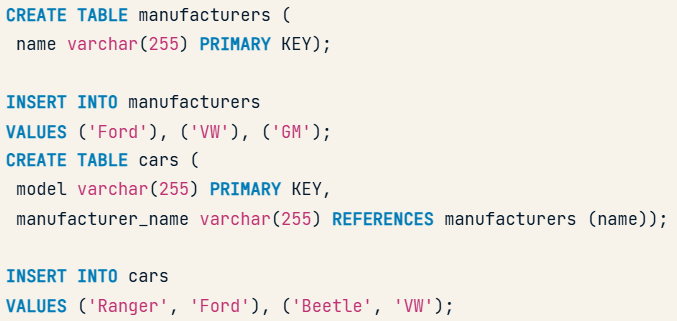 CREATE TABLE manufacturers (
 name varchar(255) PRIMARY KEY);

INSERT INTO manufacturers
VALUES ('Ford'), ('VW'), ('GM');
CREATE TABLE cars (
 model varchar(255) PRIMARY KEY,
 manufacturer_name varchar(255) REFERENCES manufacturers (name));

INSERT INTO cars
VALUES ('Ranger', 'Ford'), ('Beetle', 'VW');